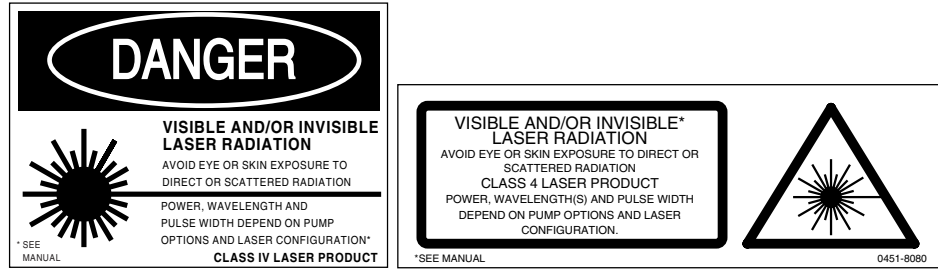 DANGER
VISIBLE AND/OR INVISIBLE
LASER RADIATION
AVOID EYE OR SKIN EXPOSURE TO
DIRECT OR SCATTERED RADIATION
POWER, WAVELENGTH AND
PULSE WIDTH DEPEND ON PUMP
OPTIONS AND LASER CONFIGURATION*
* SEE
MANUAL
CLASS IV LASER PRODUCT
VISIBLE AND/OR INVISIBLE*
LASER RADIATION
AVOID EYE OR SKIN EXPOSURE TO DIRECT OR
SCATTERED RADIATION
CLASS 4 LASER PRODUCT
POWER, WAVELENGTH(S) AND PULSE WIDTH
DEPEND ON PUMP OPTIONS AND LASER
CONFIGURATION.
*SEE MANUAL
0451-8080